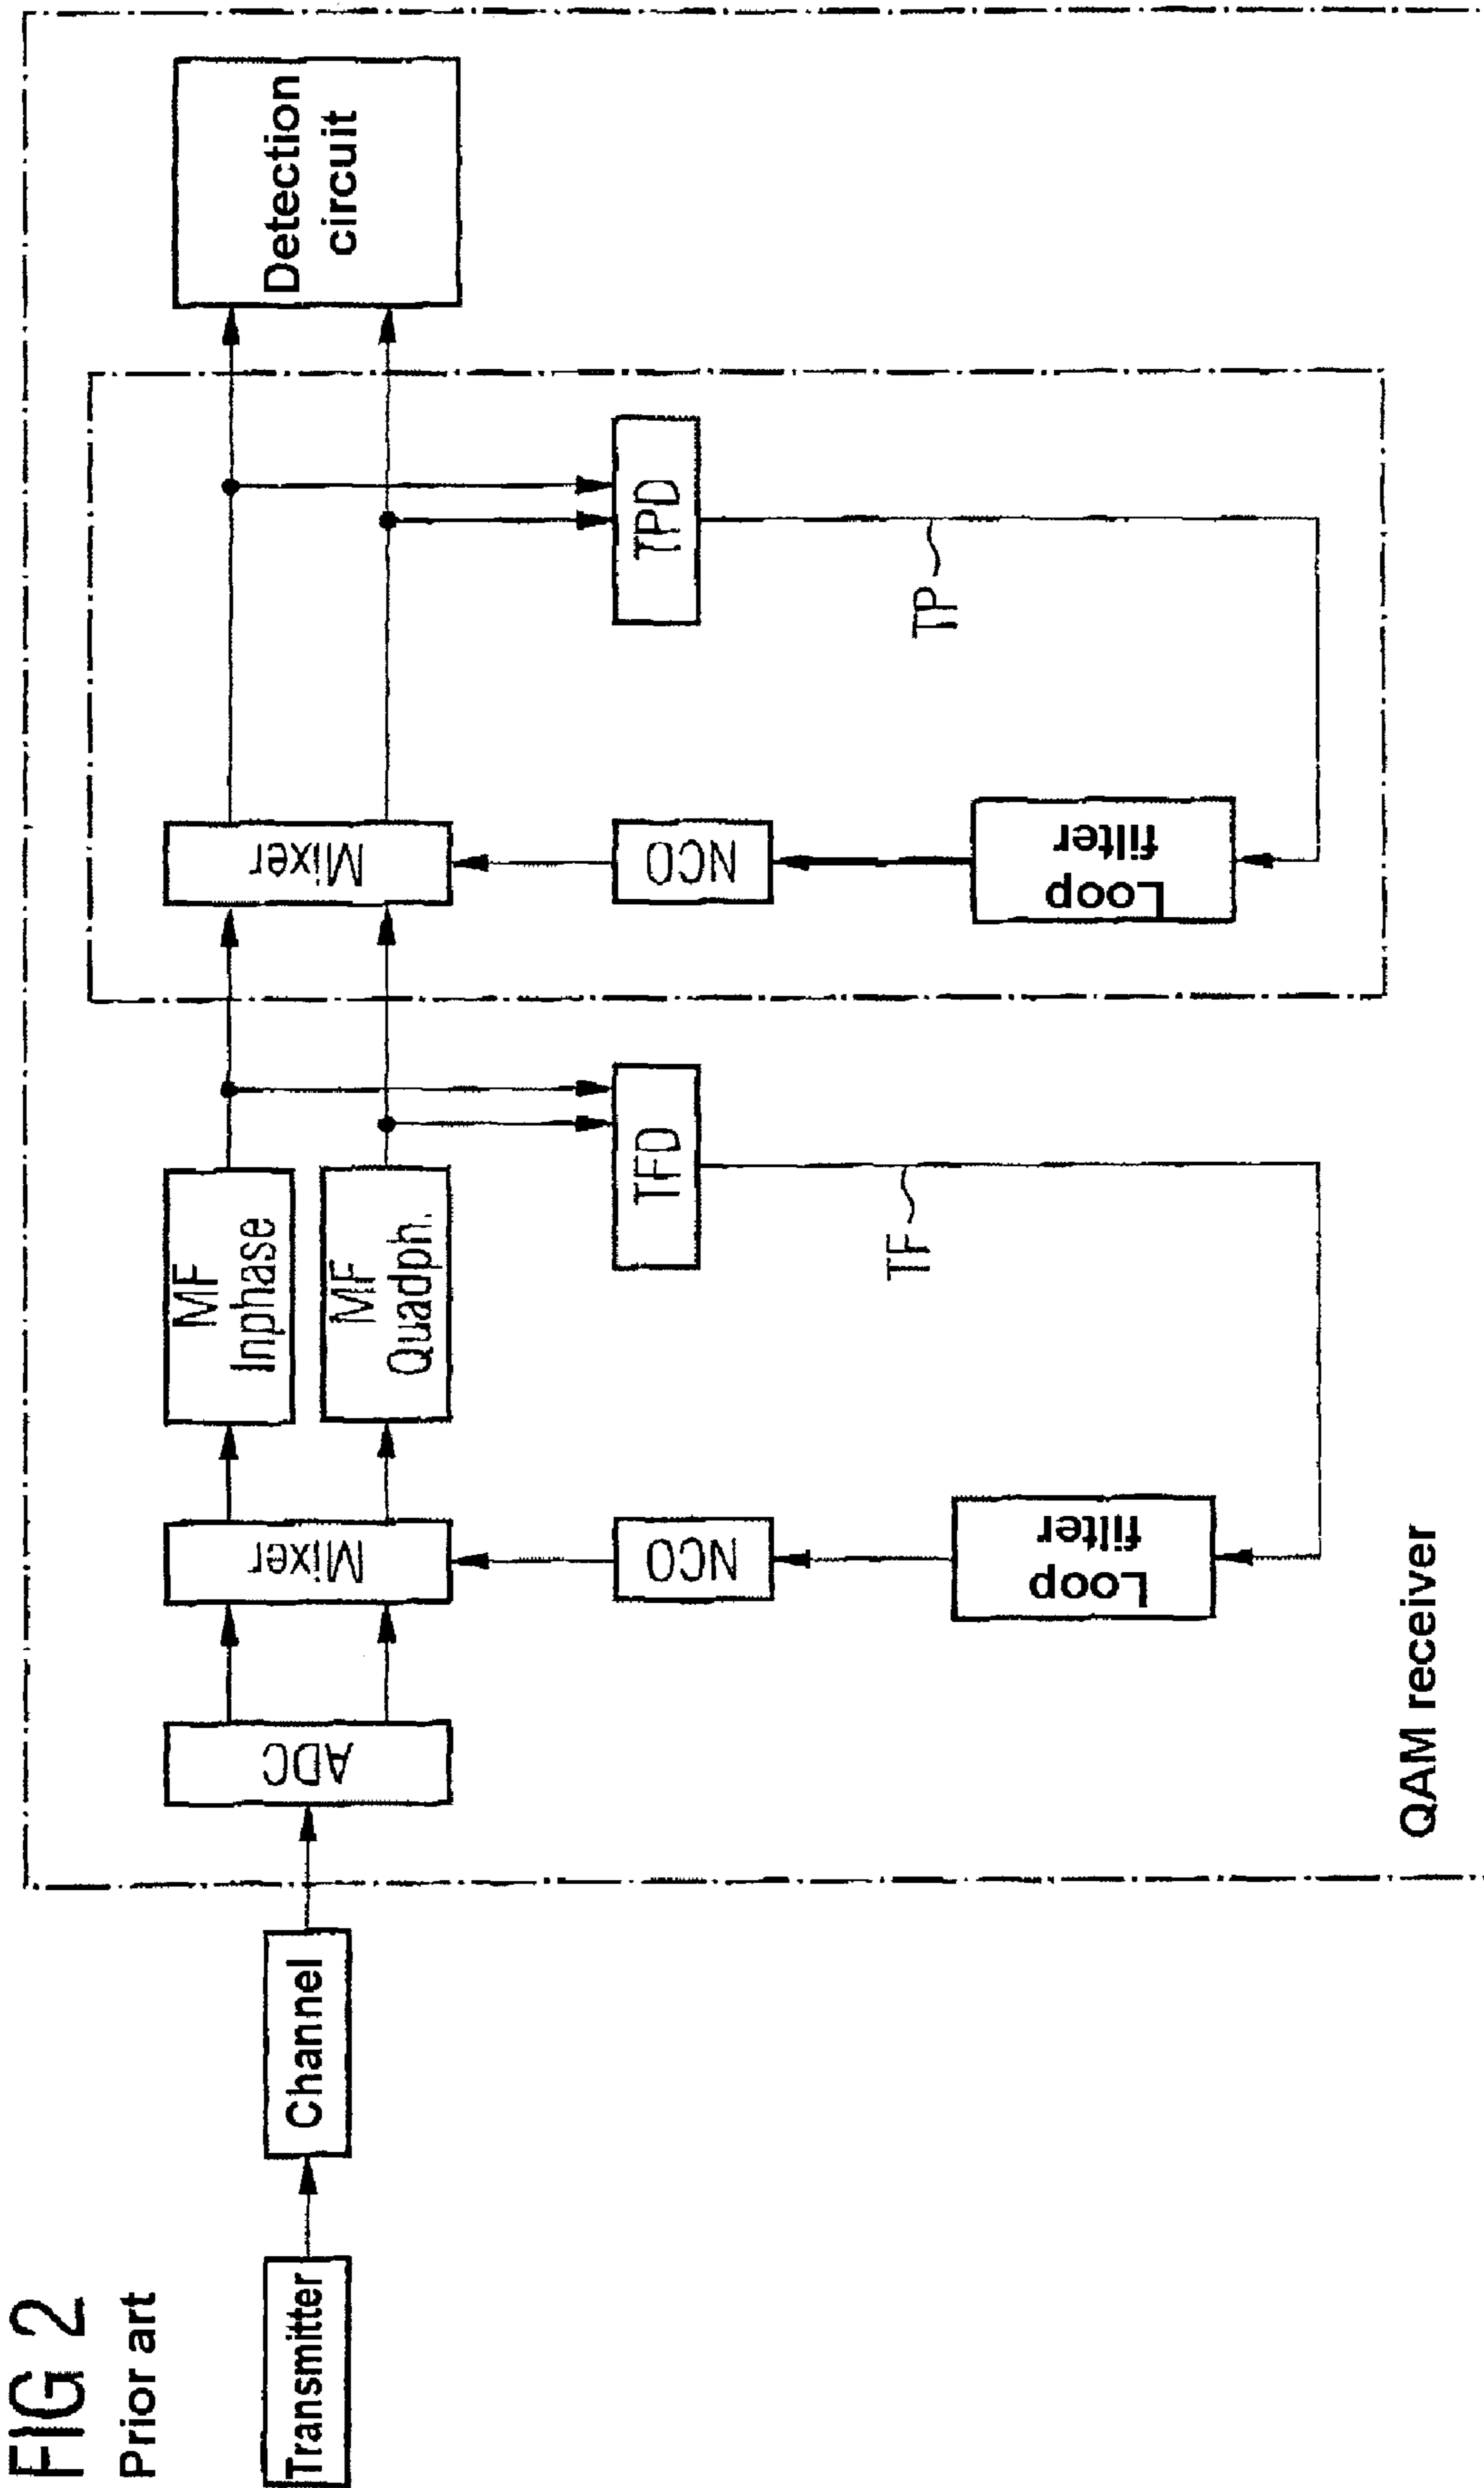 FIG 2
Prior art
Transmitter
Channel
ADC
Mixer
MF
Inphase
MF
Quadph.
Mixer
Detection
circuit
NCO
TFD
NCO
TPD
Loop
filter
TF
Loop
filter
TP
QAM receiver